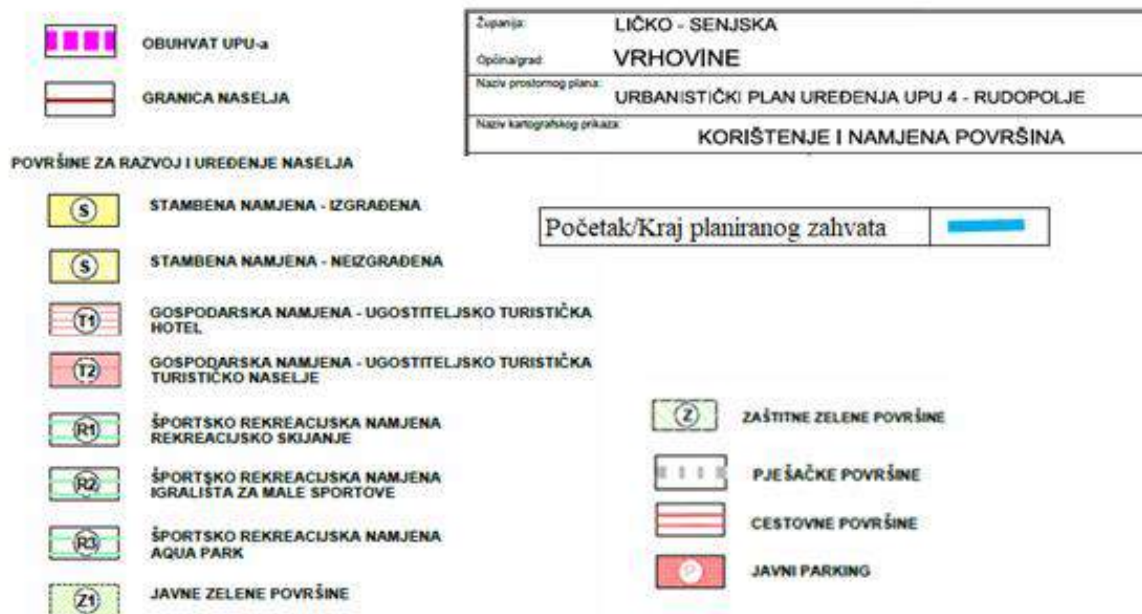 OBUHVAT UPU-a
GRANICA NASELJA
Županija: LIČKO - SENJSKA
Općina/grad: VRHOVINE
Naziv prostornog plana: URBANISTIČKI PLAN UREĐENJA UPU 4 - RUDOPOLJE
Naziv kartografskog prikaza: KORIŠTENJE I NAMJENA POVRŠINA
POVRŠINE ZA RAZVOJ I UREĐENJE NASELJA
S STAMBENA NAMJENA - IZGRAĐENA
S STAMBENA NAMJENA - NEIZGRAĐENA
T1 GOSPODARSKA NAMJENA - UGOSTITELJSKO TURISTIČKA
HOTEL
T2 GOSPODARSKA NAMJENA - UGOSTITELJSKO TURISTIČKA
TURISTIČKO NASELJE
R1 ŠPORTSKO REKREACIJSKA NAMJENA
REKREACIJSKO SKIJANJE
R2 ŠPORTSKO REKREACIJSKA NAMJENA
IGRALIŠTA ZA MALE SPORTOVE
R3 ŠPORTSKO REKREACIJSKA NAMJENA
AQUA PARK
Z1 JAVNE ZELENE POVRŠINE
Početak/Kraj planiranog zahvata
Z ZAŠTITNE ZELENE POVRŠINE
PJEŠAČKE POVRŠINE
CESTOVNE POVRŠINE
P JAVNI PARKING